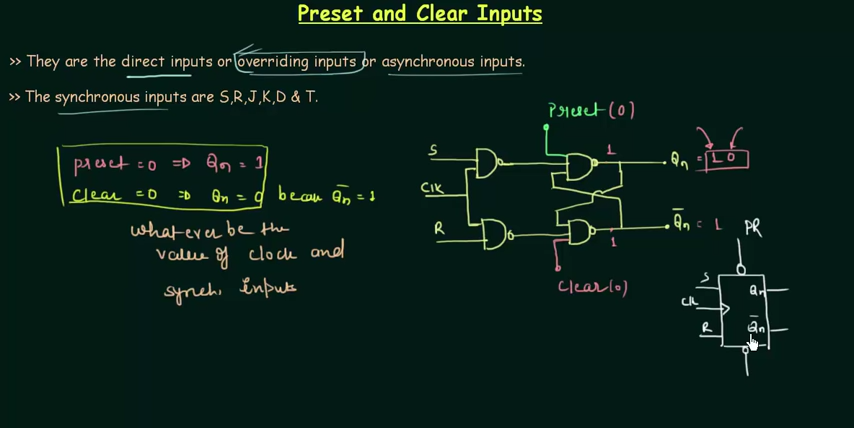 Preset and Clear Inputs
>> They are the direct inputs or overriding inputs or asynchronous inputs.
>> The synchronous inputs are S,R,J,K,D & T.
preset = 0 => Qn = 1
Clear = 0 => Qn = 0 becau Q̅n = 1
whatever be the
value of clock and
synch. inputs
Preset (0)
S
1
Qn = 1 0
Clk
R
Q̅n = 1
1
Clear (0)
PR
S
Qn
Clk
R
Q̅n